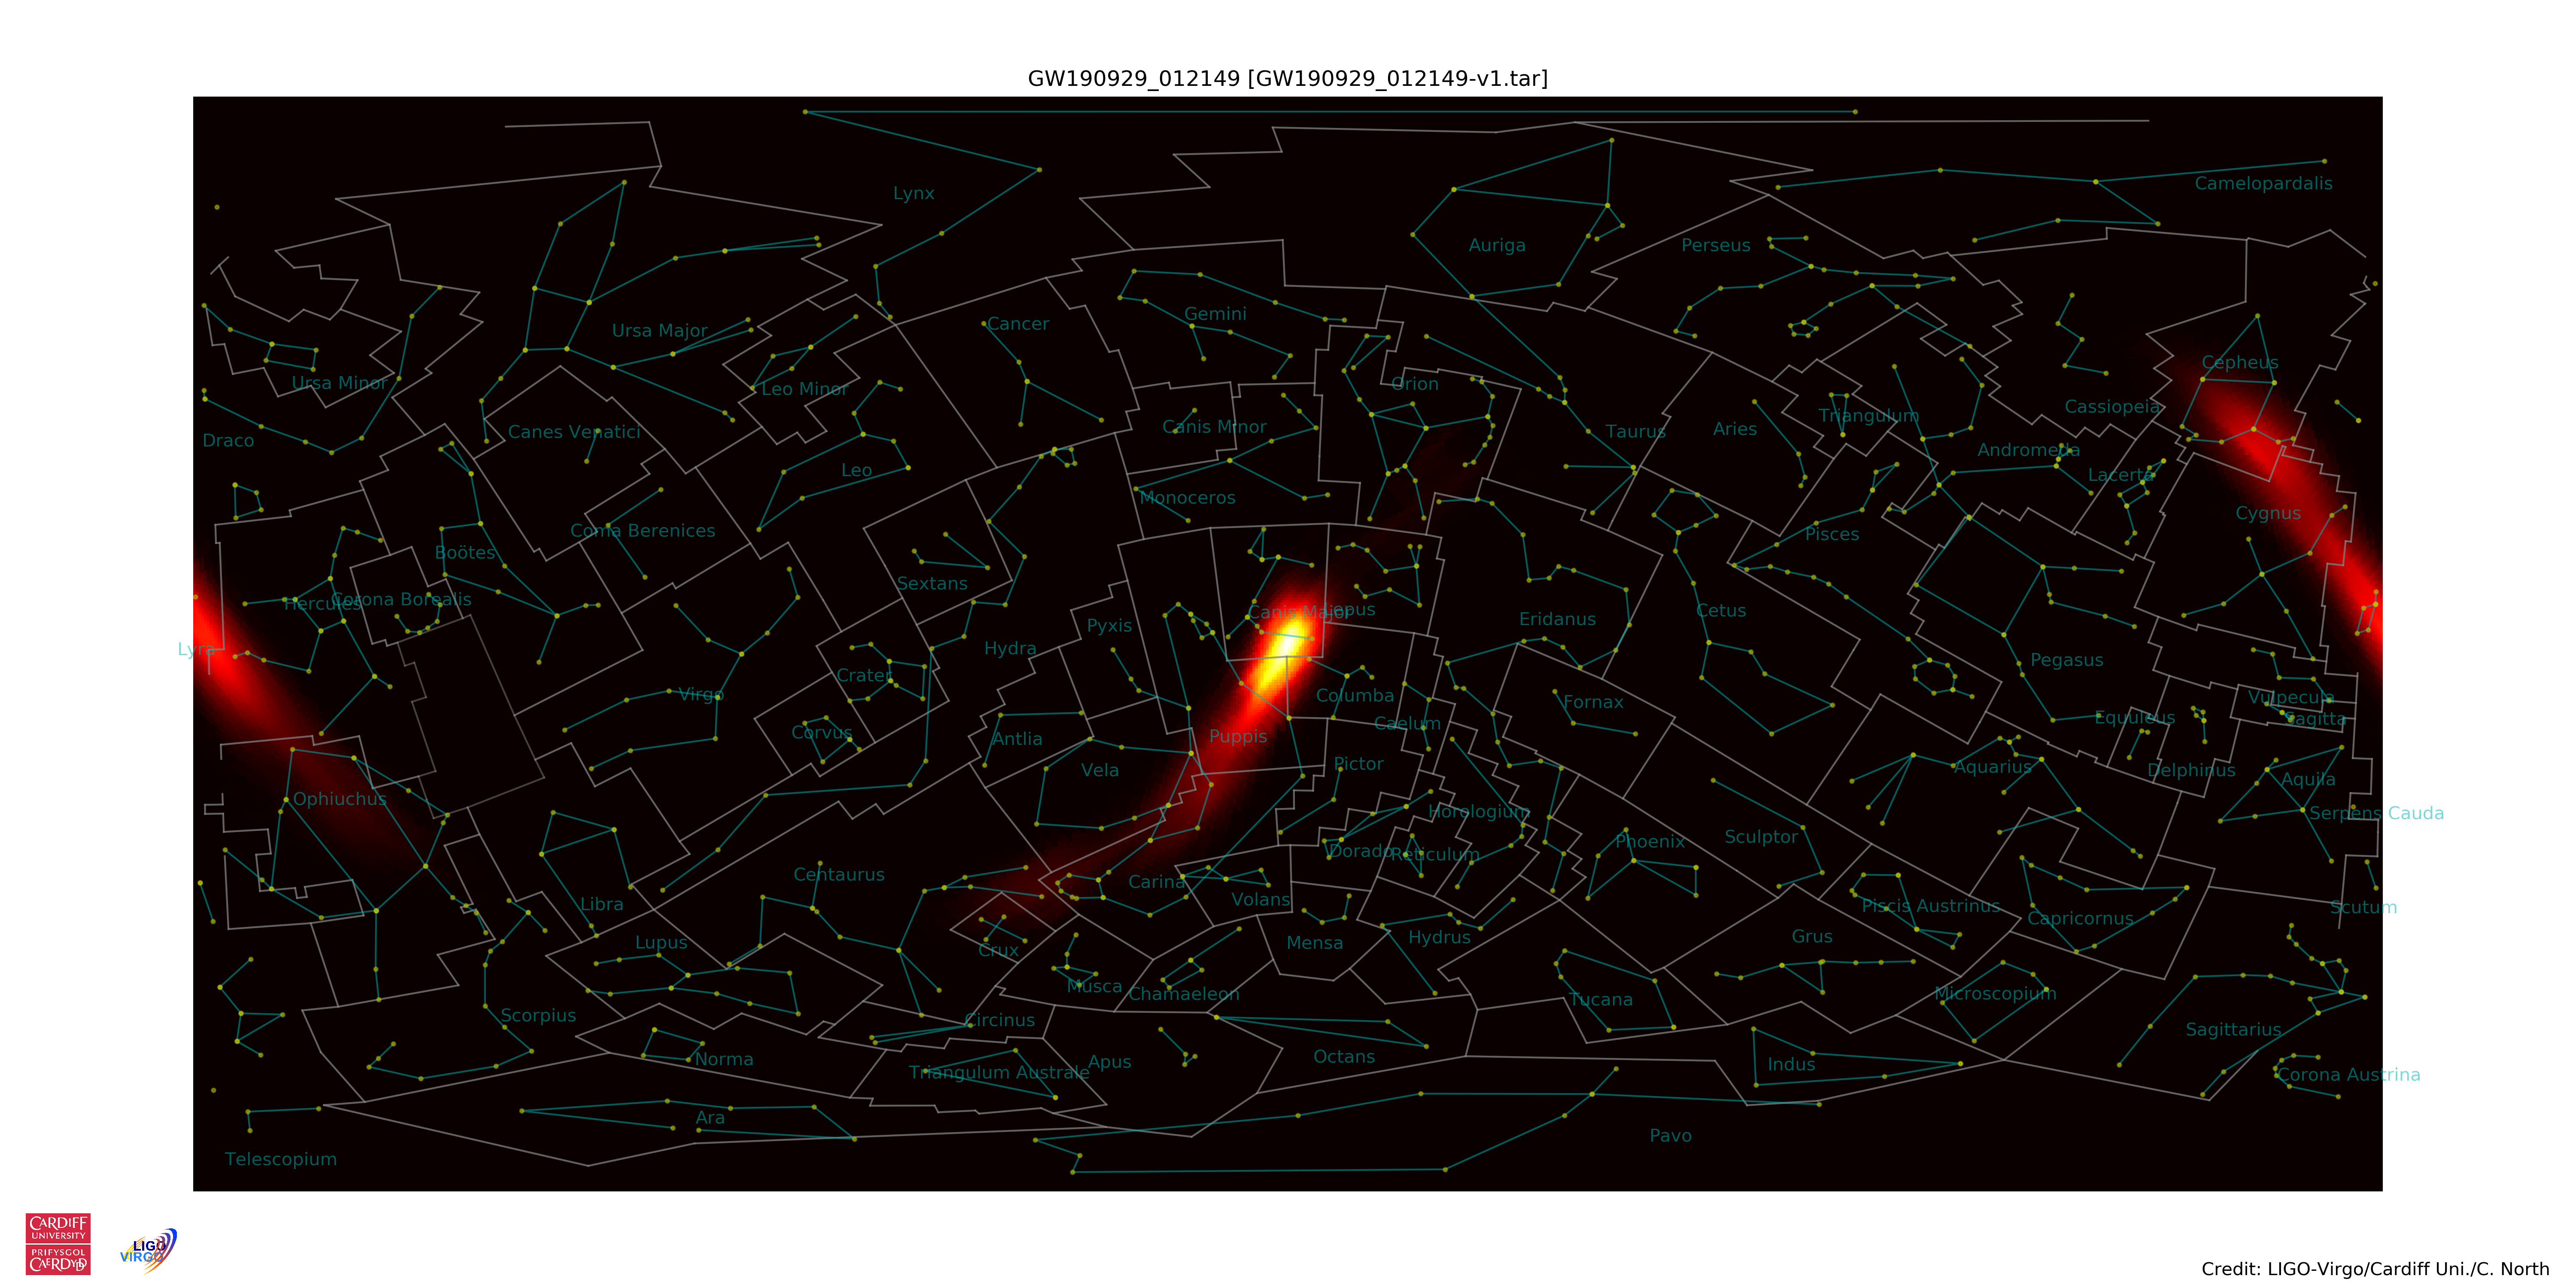 GW190929_012149 [GW190929_012149-v1.tar]
Lynx
Camelopardalis
Auriga
Perseus
Gemini
Cancer
Ursa Major
Cepheus
Ursa Minor
Leo Minor
Orion
Cassiopeia
Triangulum
Canis Minor
Taurus
Aries
Draco
Canes Venatici
Andromeda
Leo
Lacerta
Monoceros
Cygnus
Coma Berenices
Pisces
Boötes
Sextans
Hercules
Corona Borealis
Canis Major
Lepus
Cetus
Eridanus
Pyxis
Lyra
Hydra
Pegasus
Crater
Virgo
Columba
Fornax
Vulpecula
Equuleus
Sagitta
Caelum
Corvus
Antlia
Puppis
Pictor
Aquarius
Vela
Delphinus
Aquila
Ophiuchus
Horologium
Serpens Cauda
Sculptor
Phoenix
Dorado
Reticulum
Centaurus
Carina
Volans
Libra
Piscis Austrinus
Scutum
Capricornus
Grus
Hydrus
Lupus
Mensa
Crux
Musca
Chamaeleon
Tucana
Microscopium
Scorpius
Circinus
Sagittarius
Norma
Apus
Octans
Indus
Triangulum Australe
Corona Austrina
Ara
Pavo
Telescopium
CARDIFF
UNIVERSITY
PRIFYSGOL
CAERDYDD
LIGO
VIRGO
Credit: LIGO-Virgo/Cardiff Uni./C. North